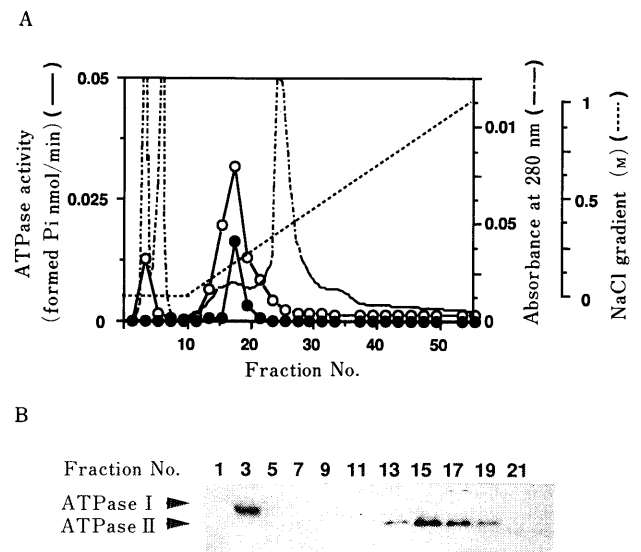 A
ATPase activity
(formed Pi nmol/min) (——)
0.05
0.025
0
10
20
30
40
50
Fraction No.
0.01
0.05
0
Absorbance at 280 nm (—-—)
1
0.5
0
NaCl gradient (M) (----)
B
Fraction No. 1 3 5 7 9 11 13 15 17 19 21
ATPase I
ATPase II